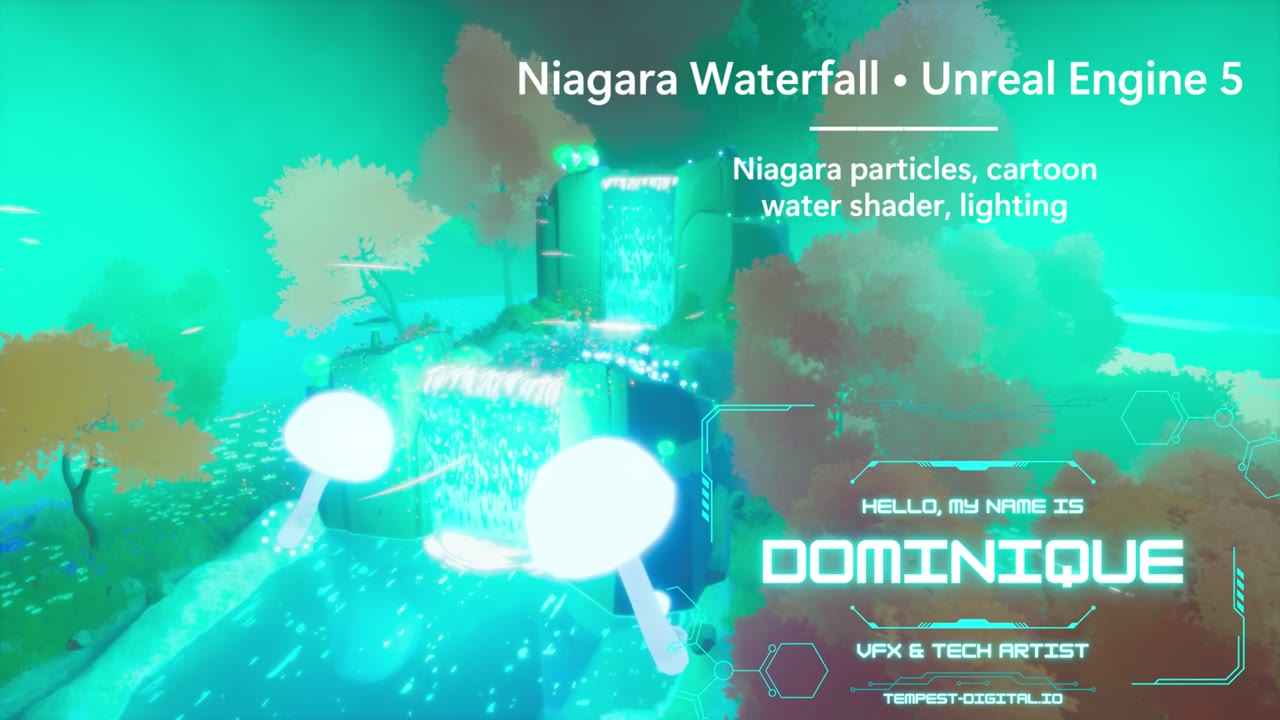 Niagara Waterfall • Unreal Engine 5
Niagara particles, cartoon
water shader, lighting
HELLO, MY NAME IS
DOMINIQUE
VFX & TECH ARTIST
TEMPEST-DIGITAL.IO